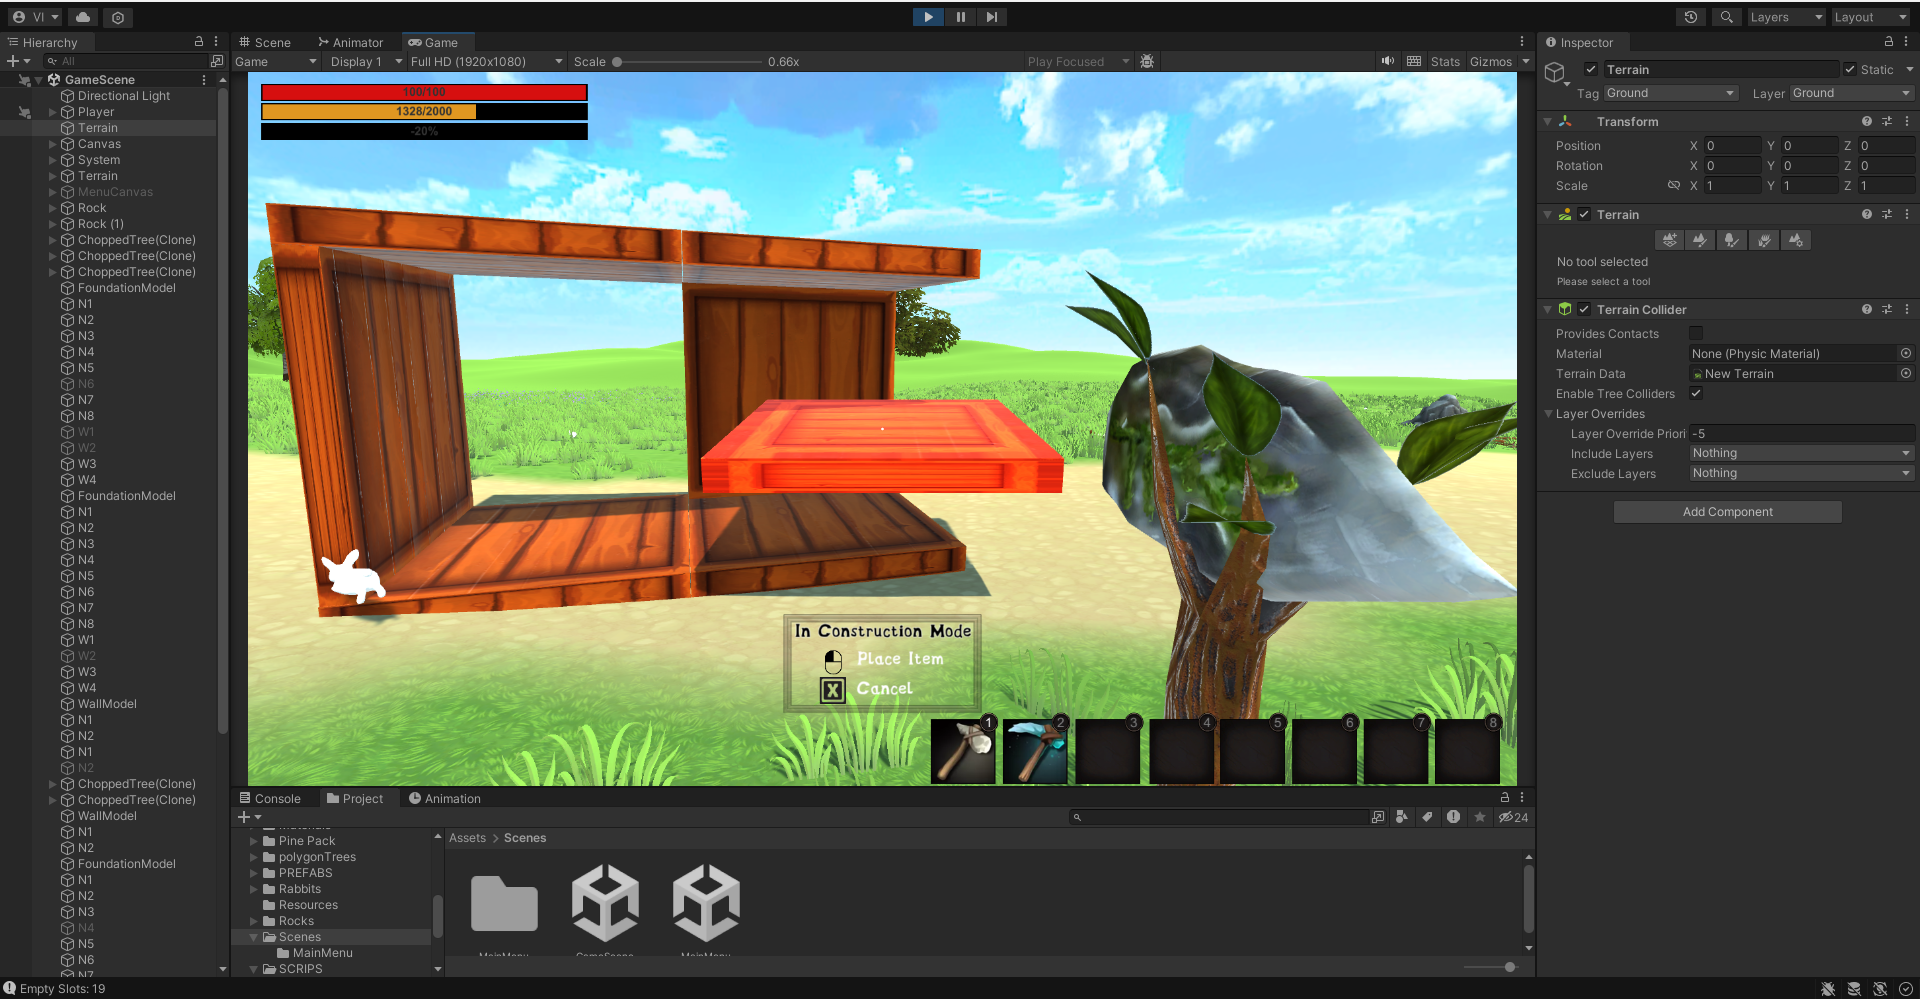 VI
Layers
Layout
Hierarchy
All
GameScene
Directional Light
Player
Terrain
Canvas
System
Terrain
MenuCanvas
Rock
Rock (1)
ChoppedTree(Clone)
ChoppedTree(Clone)
ChoppedTree(Clone)
FoundationModel
N1
N2
N3
N4
N5
N6
N7
N8
W1
W2
W3
W4
FoundationModel
N1
N2
N3
N4
N5
N6
N7
N8
W1
W2
W3
W4
WallModel
N1
N2
N1
N2
ChoppedTree(Clone)
ChoppedTree(Clone)
WallModel
N1
N2
FoundationModel
N1
N2
N3
N4
N5
N6
N7
Scene
Animator
Game
Game
Display 1
Full HD (1920x1080)
Scale
0.66x
Play Focused
Stats
Gizmos
100/100
1328/2000
-20%
In Construction Mode
Place Item
X Cancel
1 2 3 4 5 6 7 8
Console
Project
Animation
24
Materials
Pine Pack
polygonTrees
PREFABS
Rabbits
Resources
Rocks
Scenes
MainMenu
SCRIPS
Assets > Scenes
MainMenu
GameScene
MainMenu
Inspector
Terrain
Static
Tag Ground
Layer Ground
Transform
Position X 0 Y 0 Z 0
Rotation X 0 Y 0 Z 0
Scale X 1 Y 1 Z 1
Terrain
No tool selected
Please select a tool
Terrain Collider
Provides Contacts
Material None (Physic Material)
Terrain Data New Terrain
Enable Tree Colliders
Layer Overrides
Layer Override Priori -5
Include Layers Nothing
Exclude Layers Nothing
Add Component
Empty Slots: 19